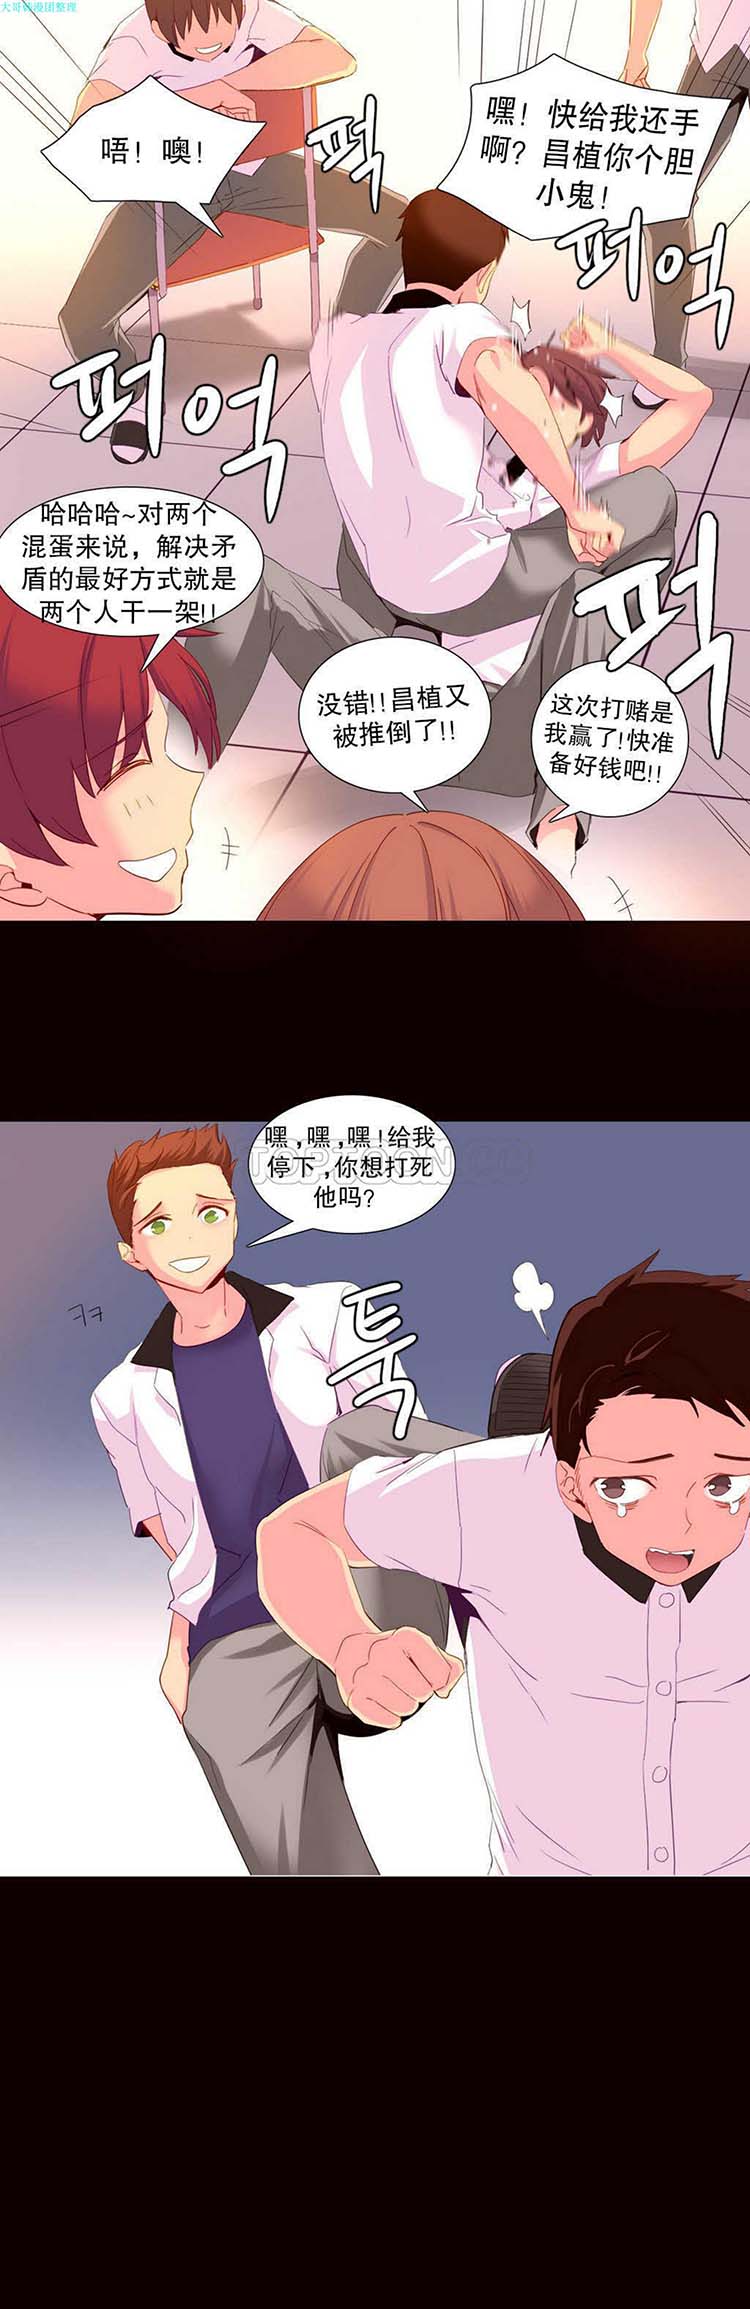 大哥动漫团整理
唔！噢！
퍽
嘿！快给我还手
啊？昌植你个胆
小鬼！
퍼억
퍼억
哈哈哈~对两个
混蛋来说，解决矛
盾的最好方式就是
两个人干一架!!
퍽
没错!!昌植又
被推倒了!!
这次打赌是
我赢了!快准
备好钱吧!!
嘿,嘿,嘿!给我
停下,你想打死
他吗?
TOPTOON
툭
ㅋㅋ